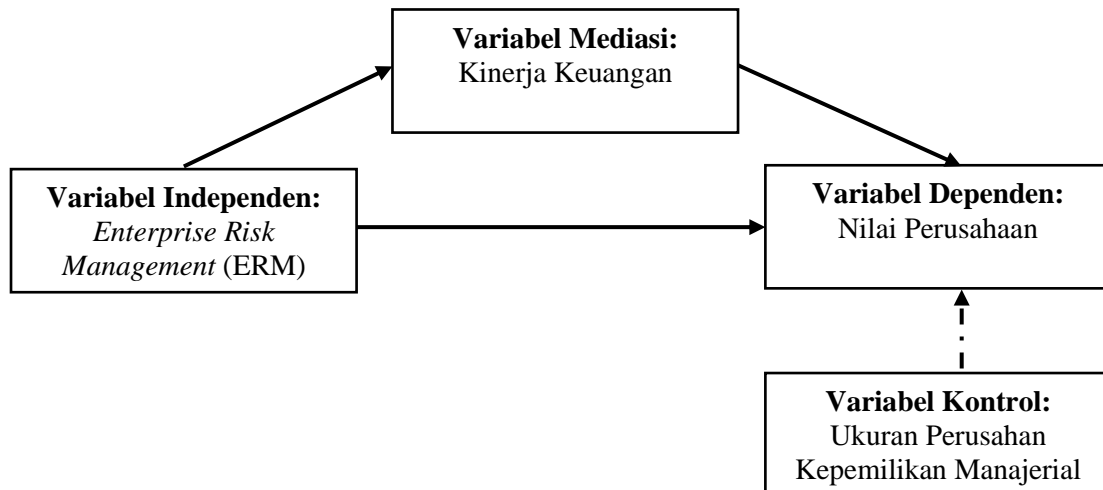 Variabel Mediasi:
Kinerja Keuangan
Variabel Independen:
Enterprise Risk
Management (ERM)
Variabel Dependen:
Nilai Perusahaan
Variabel Kontrol:
Ukuran Perusahan
Kepemilikan Manajerial